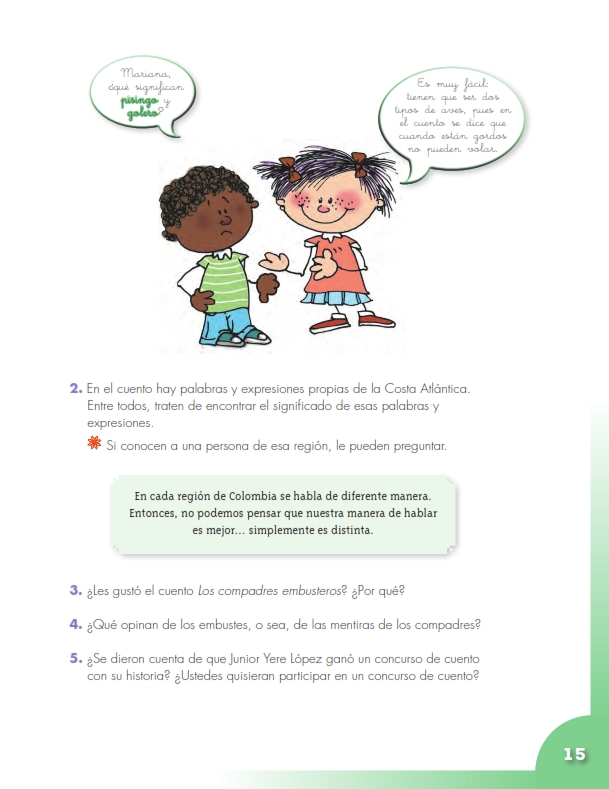 Mariana,
¿qué significan
pisingo y
golero?
Es muy fácil:
tienen que ser dos
tipos de aves, pues en
el cuento se dice que
cuando están gordos
no pueden volar.
2. En el cuento hay palabras y expresiones propias de la Costa Atlántica.
Entre todos, traten de encontrar el significado de esas palabras y
expresiones.
Si conocen a una persona de esa región, le pueden preguntar.
En cada región de Colombia se habla de diferente manera.
Entonces, no podemos pensar que nuestra manera de hablar
es mejor... simplemente es distinta.
3. ¿Les gustó el cuento Los compadres embusteros? ¿Por qué?
4. ¿Qué opinan de los embustes, o sea, de las mentiras de los compadres?
5. ¿Se dieron cuenta de que Junior Yere López ganó un concurso de cuento
con su historia? ¿Ustedes quisieran participar en un concurso de cuento?
15